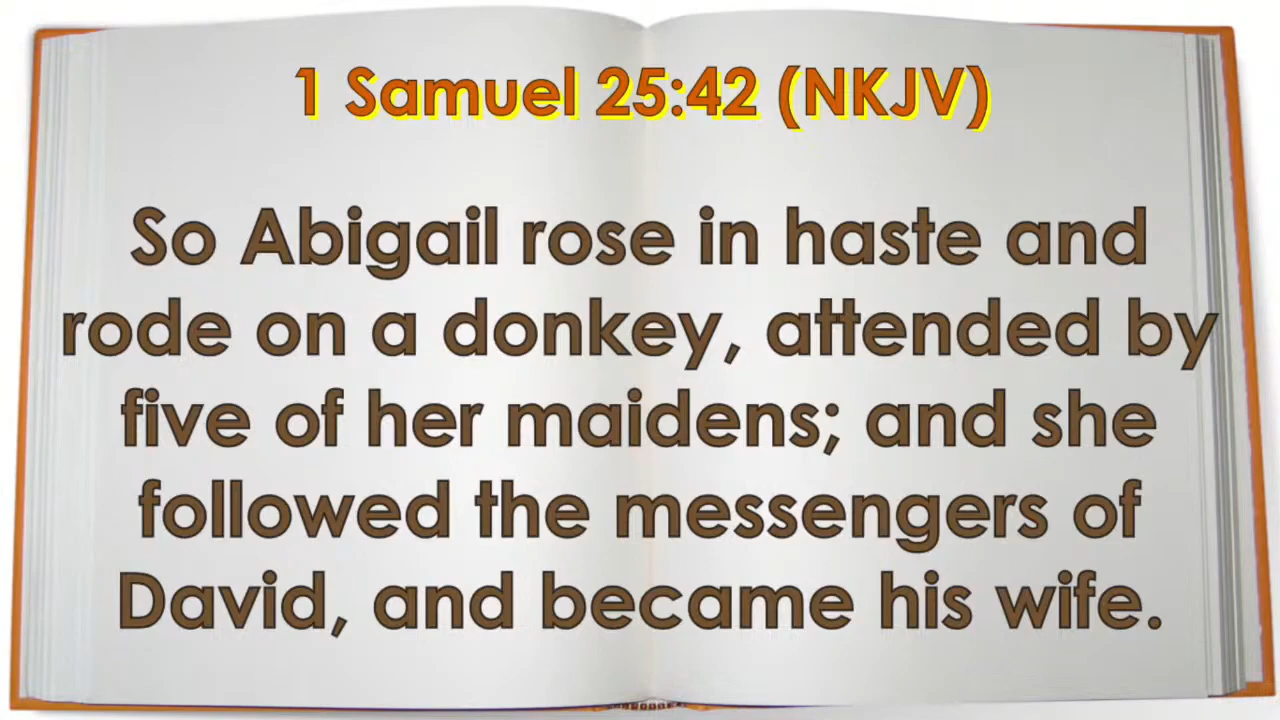 1 Samuel 25:42 (NKJV)
So Abigail rose in haste and
rode on a donkey, attended by
five of her maidens; and she
followed the messengers of
David, and became his wife.